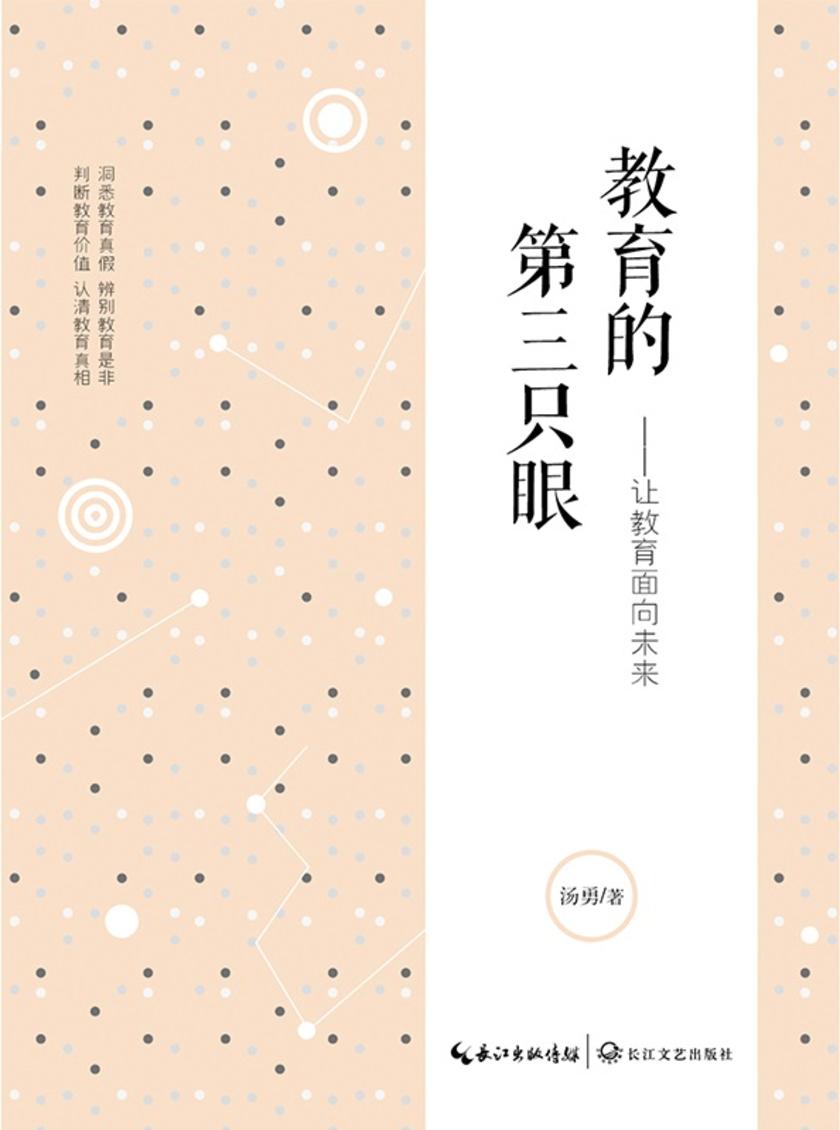 教育的
第三只眼
——让教育面向未来
洞悉教育真假 辨别教育是非
判断教育价值 认清教育真相
汤勇/著
长江出版传媒 长江文艺出版社